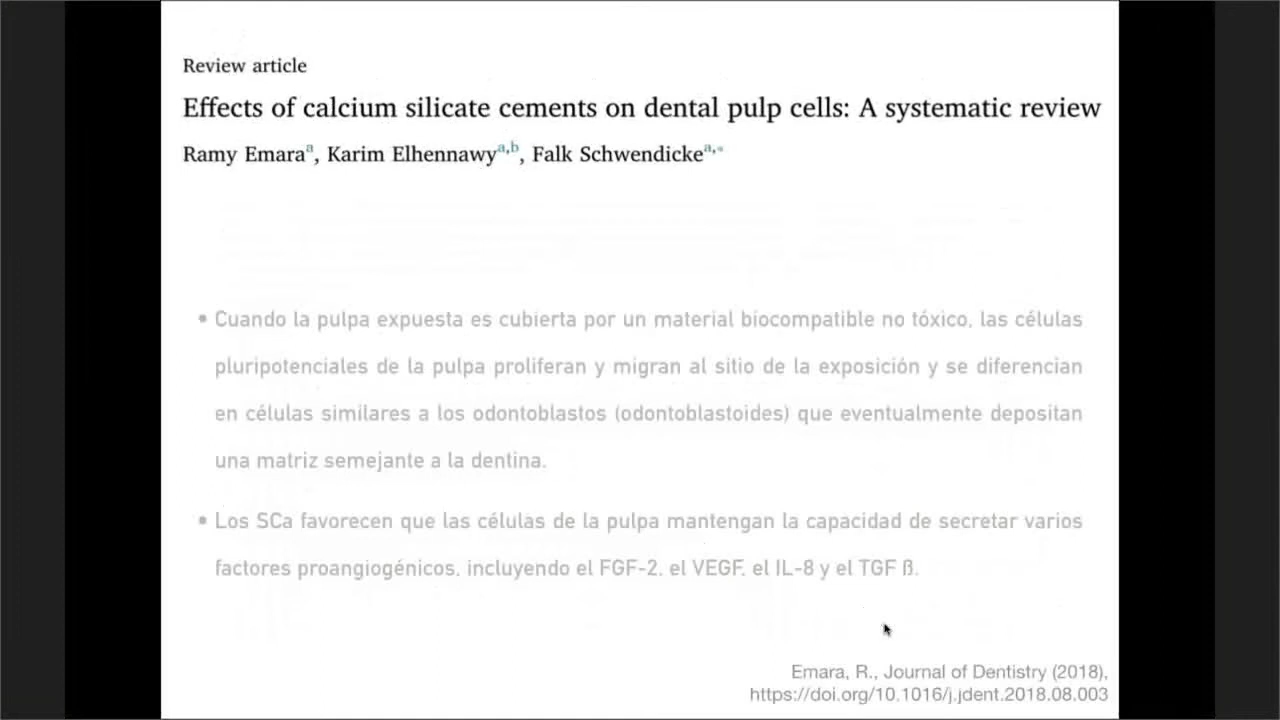 Review article
Effects of calcium silicate cements on dental pulp cells: A systematic review
Ramy Emaraa, Karim Elhennawya,b, Falk Schwendickea,*
• Cuando la pulpa expuesta es cubierta por un material biocompatible no tóxico, las células
pluripotenciales de la pulpa proliferan y migran al sitio de la exposición y se diferencian
en células similares a los odontoblastos (odontoblastoides) que eventualmente depositan
una matriz semejante a la dentina.
• Los SCa favorecen que las células de la pulpa mantengan la capacidad de secretar varios
factores proangiogénicos, incluyendo el FGF-2, el VEGF, el IL-8 y el TGF ß.
Emara, R., Journal of Dentistry (2018),
https://doi.org/10.1016/j.jdent.2018.08.003